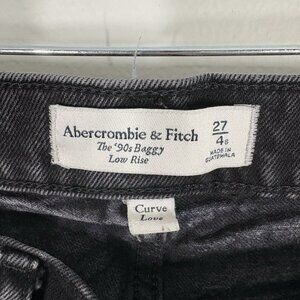 Abercrombie & Fitch
The '90s Baggy
Low Rise
27
4s
MADE IN
GUATEMALA
Curve
Love